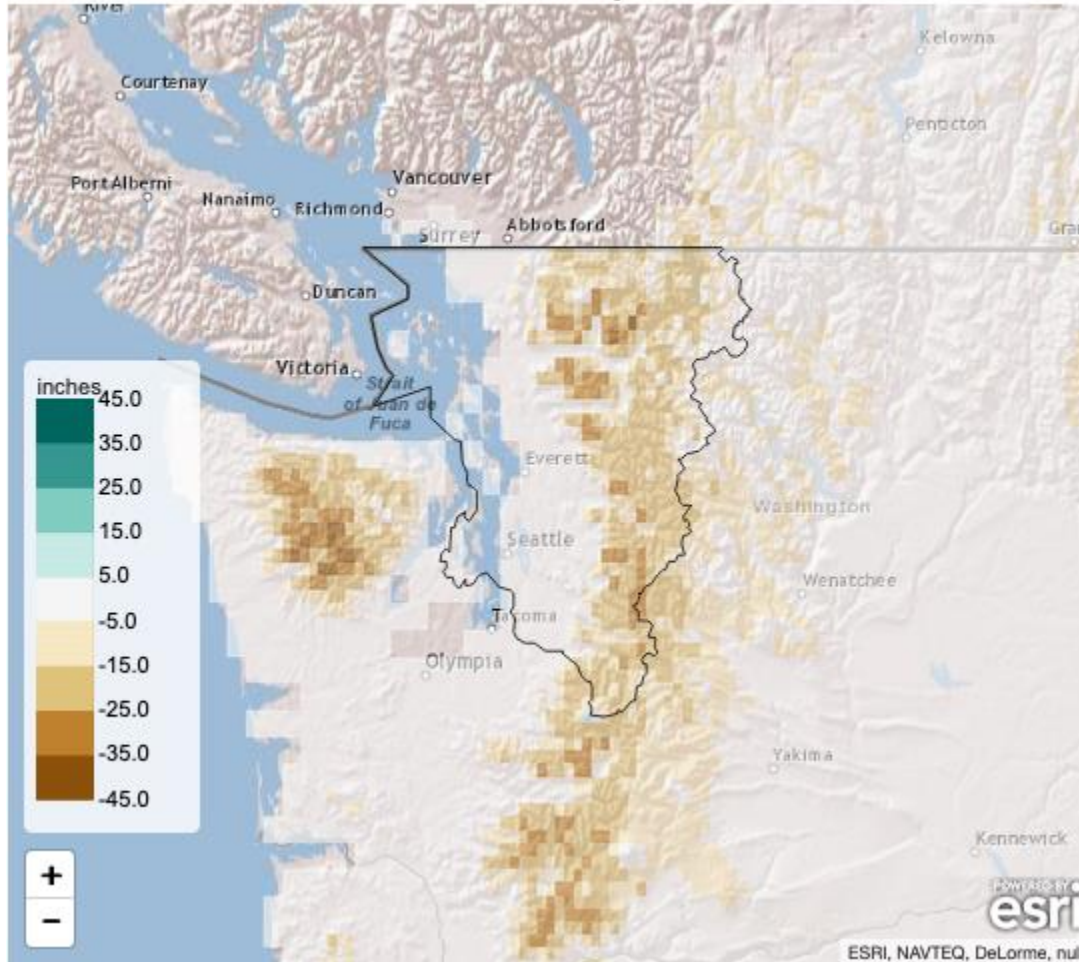 River
Kelowna
Courtenay
Penticton
Port Alberni
Vancouver
Nanaimo
Richmond
Surrey
Abbotsford
Duncan
Victoria
Strait
of Juan de
Fuca
inches
45.0
35.0
25.0
15.0
5.0
-5.0
-15.0
-25.0
-35.0
-45.0
Everett
Washington
Seattle
Wenatchee
Tacoma
Olympia
Yakima
Kennewick
+
−
POWERED BY
esri
ESRI, NAVTEQ, DeLorme, nul